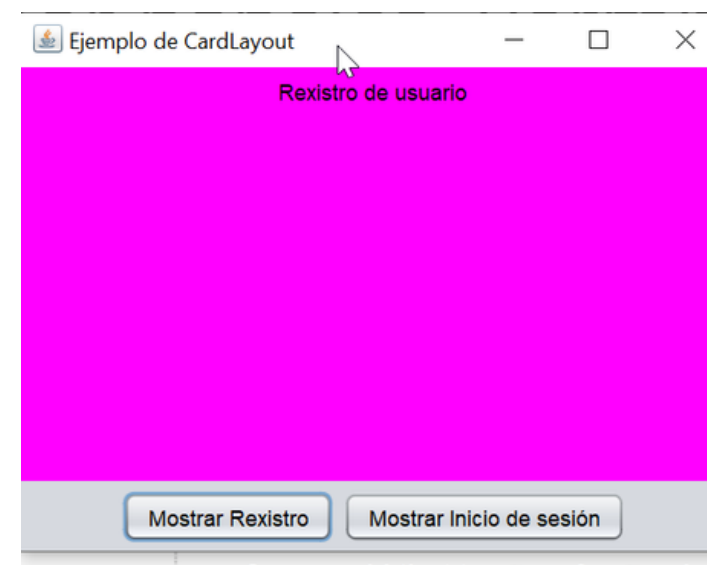 Ejemplo de CardLayout
Rexistro de usuario
Mostrar Rexistro
Mostrar Inicio de sesión